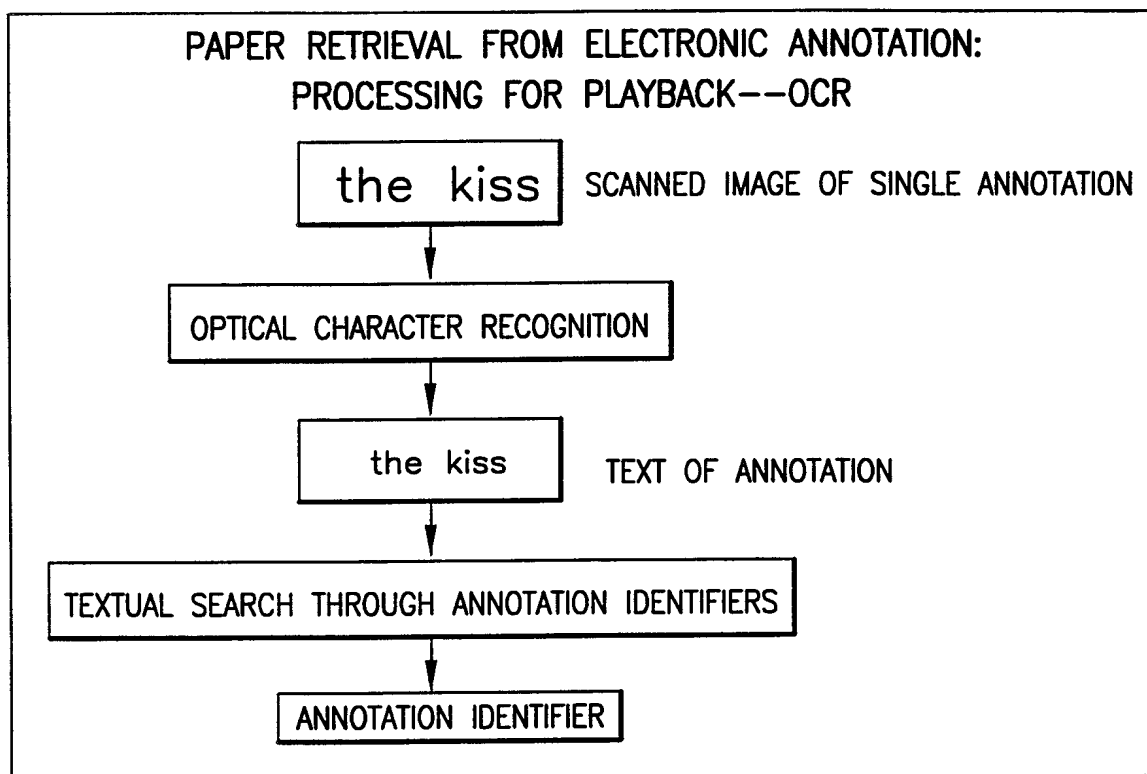 PAPER RETRIEVAL FROM ELECTRONIC ANNOTATION:
PROCESSING FOR PLAYBACK--OCR
the kiss
SCANNED IMAGE OF SINGLE ANNOTATION
OPTICAL CHARACTER RECOGNITION
the kiss
TEXT OF ANNOTATION
TEXTUAL SEARCH THROUGH ANNOTATION IDENTIFIERS
ANNOTATION IDENTIFIER